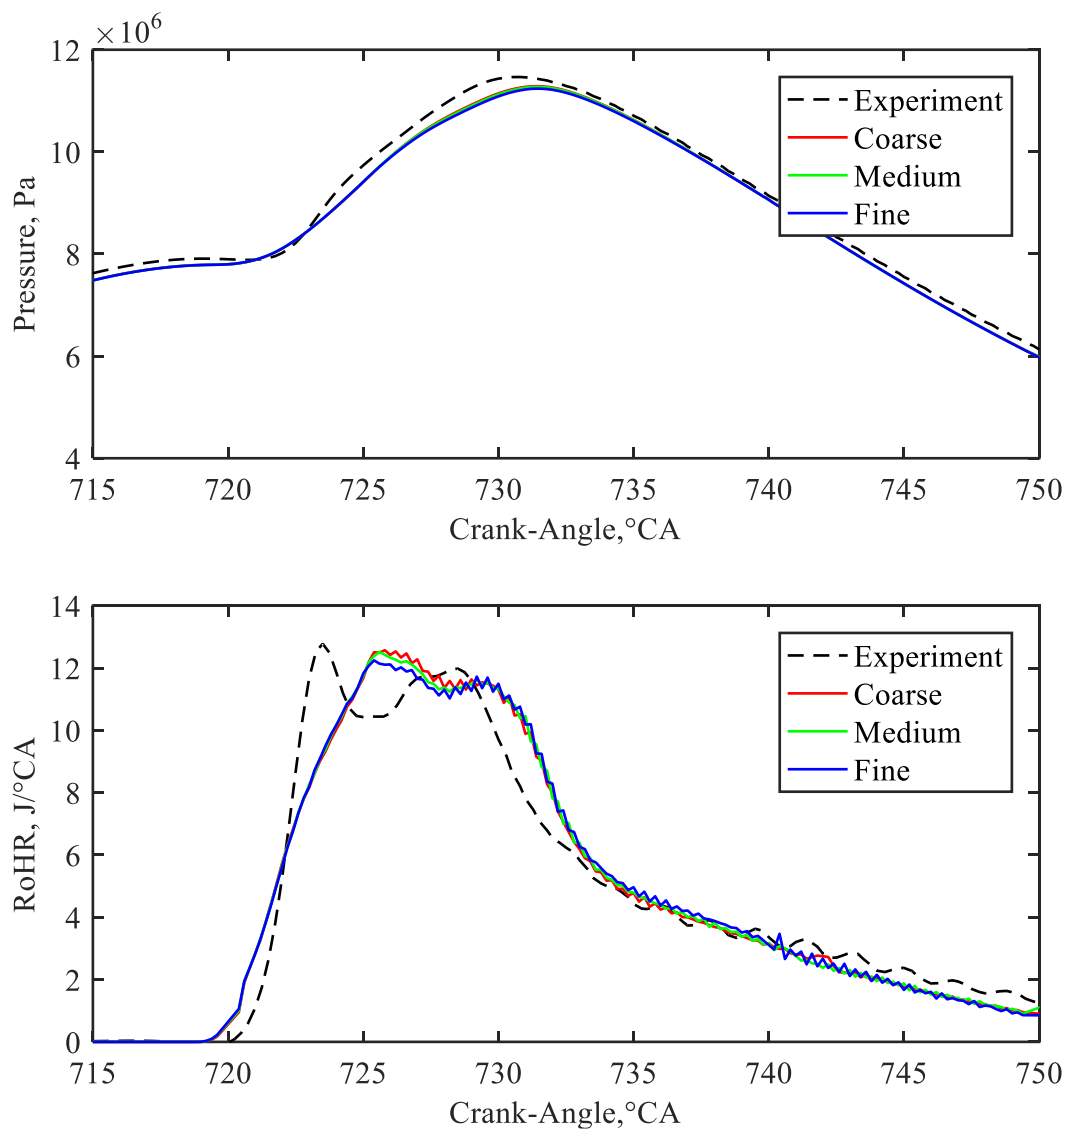 ×10⁶
12
10
8
6
4
Pressure, Pa
715 720 725 730 735 740 745 750
Crank-Angle,°CA
Experiment
Coarse
Medium
Fine
14
12
10
8
6
4
2
0
RoHR, J/°CA
715 720 725 730 735 740 745 750
Crank-Angle,°CA
Experiment
Coarse
Medium
Fine